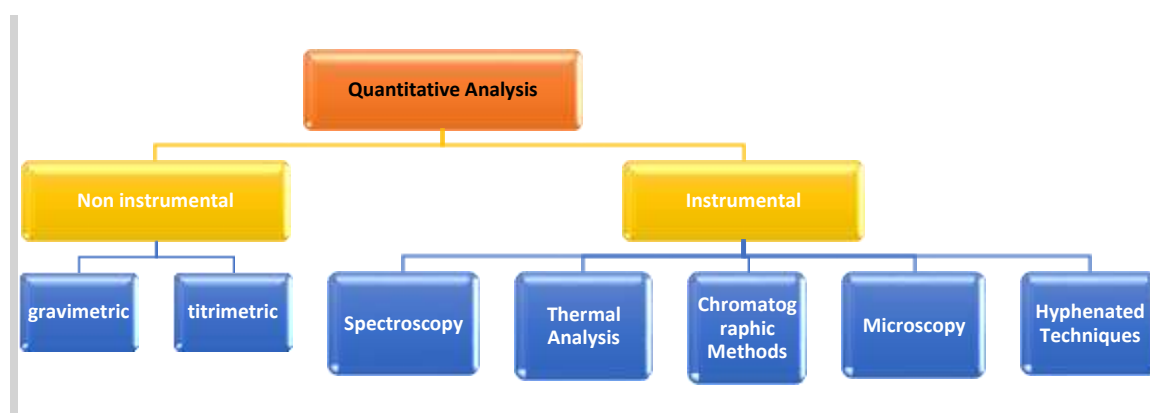 Quantitative Analysis
Non instrumental
Instrumental
gravimetric
titrimetric
Spectroscopy
Thermal
Analysis
Chromatog
raphic
Methods
Microscopy
Hyphenated
Techniques